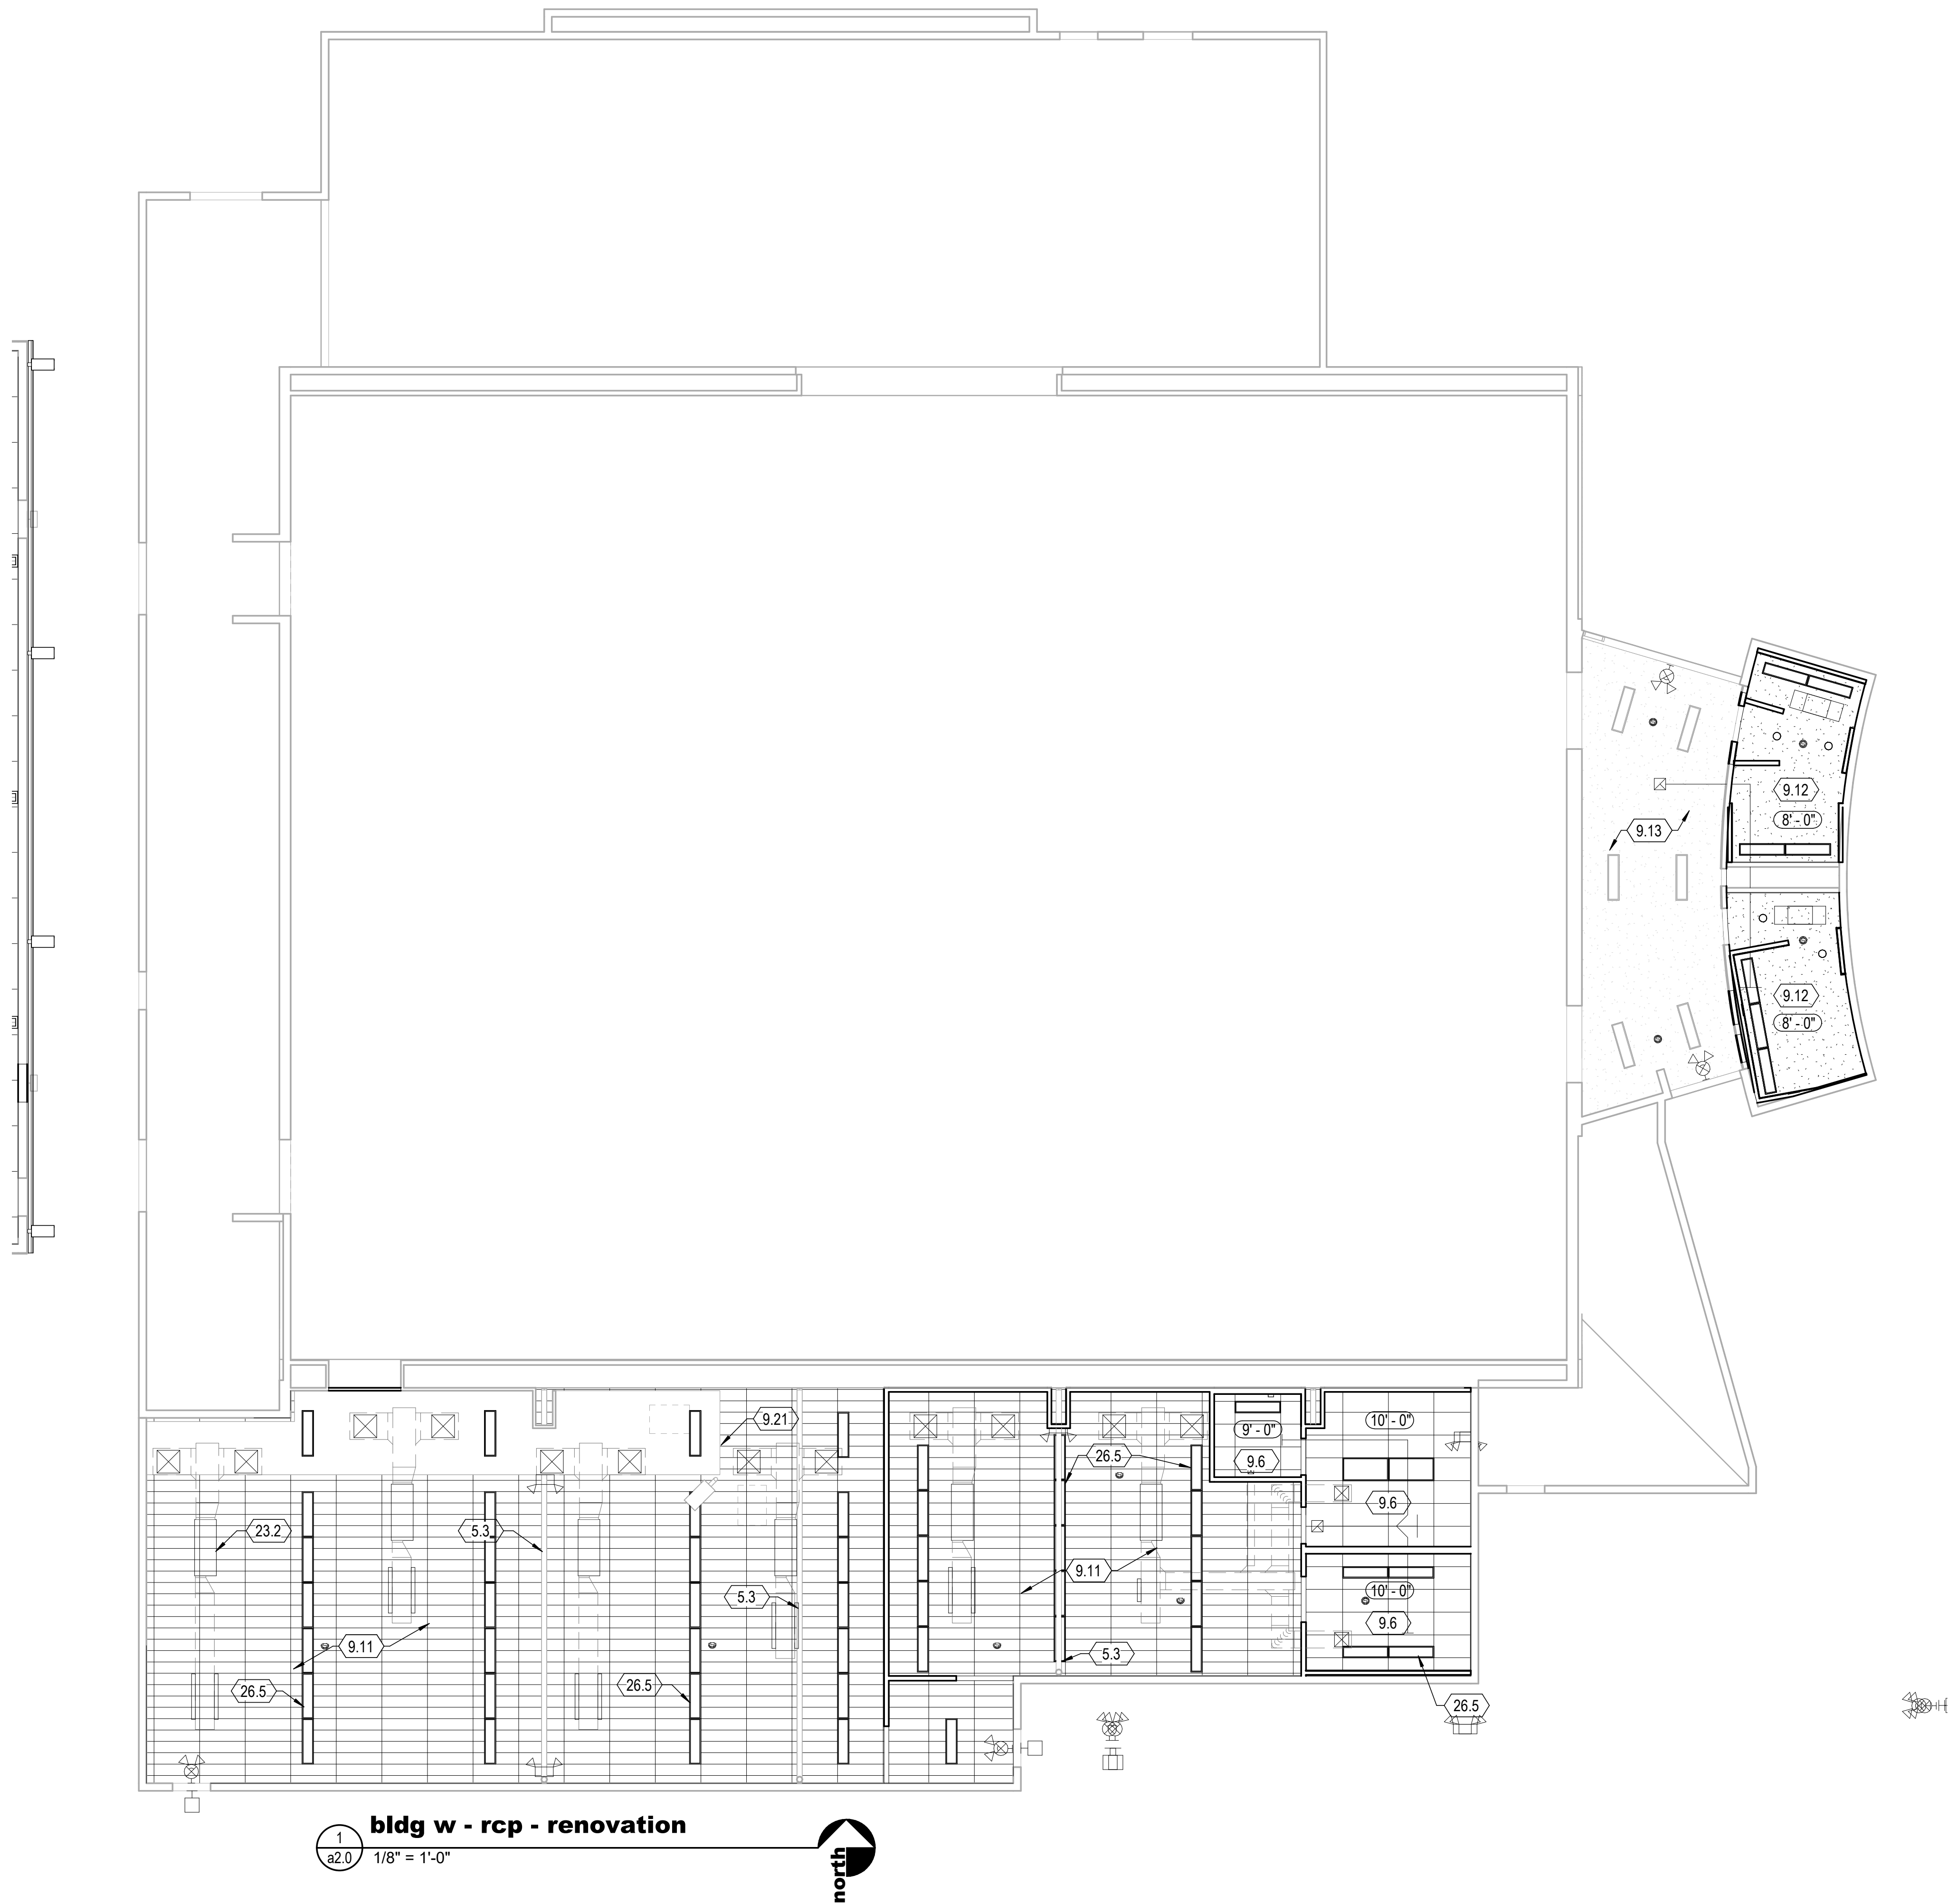 9.12
8' - 0"
9.13
9.12
8' - 0"
9.21
10' - 0"
9' - 0"
26.5
9.6
9.6
23.2
5.3
9.11
10' - 0"
5.3
9.6
9.11
5.3
26.5
26.5
26.5
1
a2.0
bldg w - rcp - renovation
1/8" = 1'-0"
north